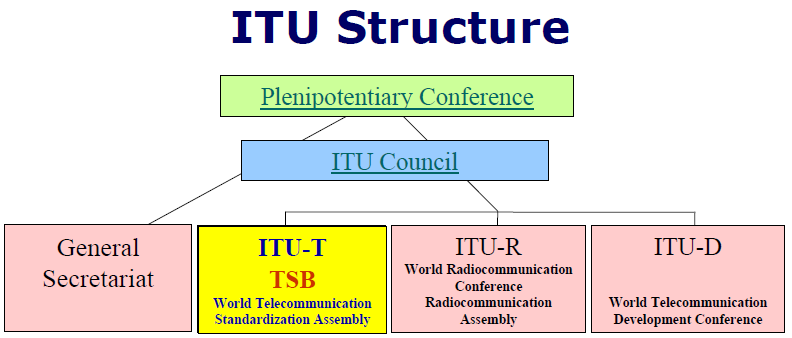 ITU Structure
Plenipotentiary Conference
ITU Council
General
Secretariat
ITU-T
TSB
World Telecommunication
Standardization Assembly
ITU-R
World Radiocommunication
Conference
Radiocommunication
Assembly
ITU-D
World Telecommunication
Development Conference